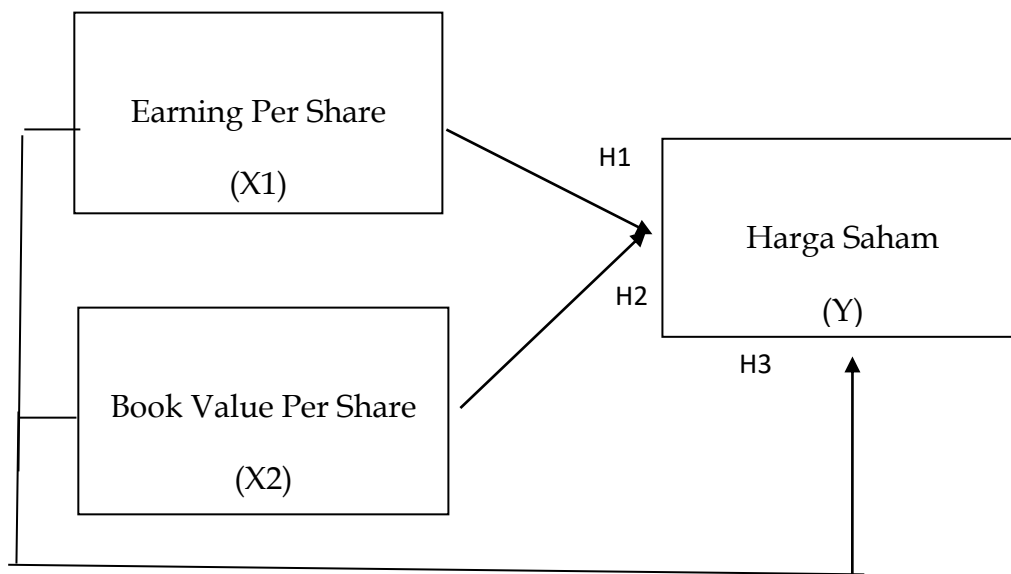 Earning Per Share
(X1)
H1
Harga Saham
(Y)
H2
Book Value Per Share
(X2)
H3